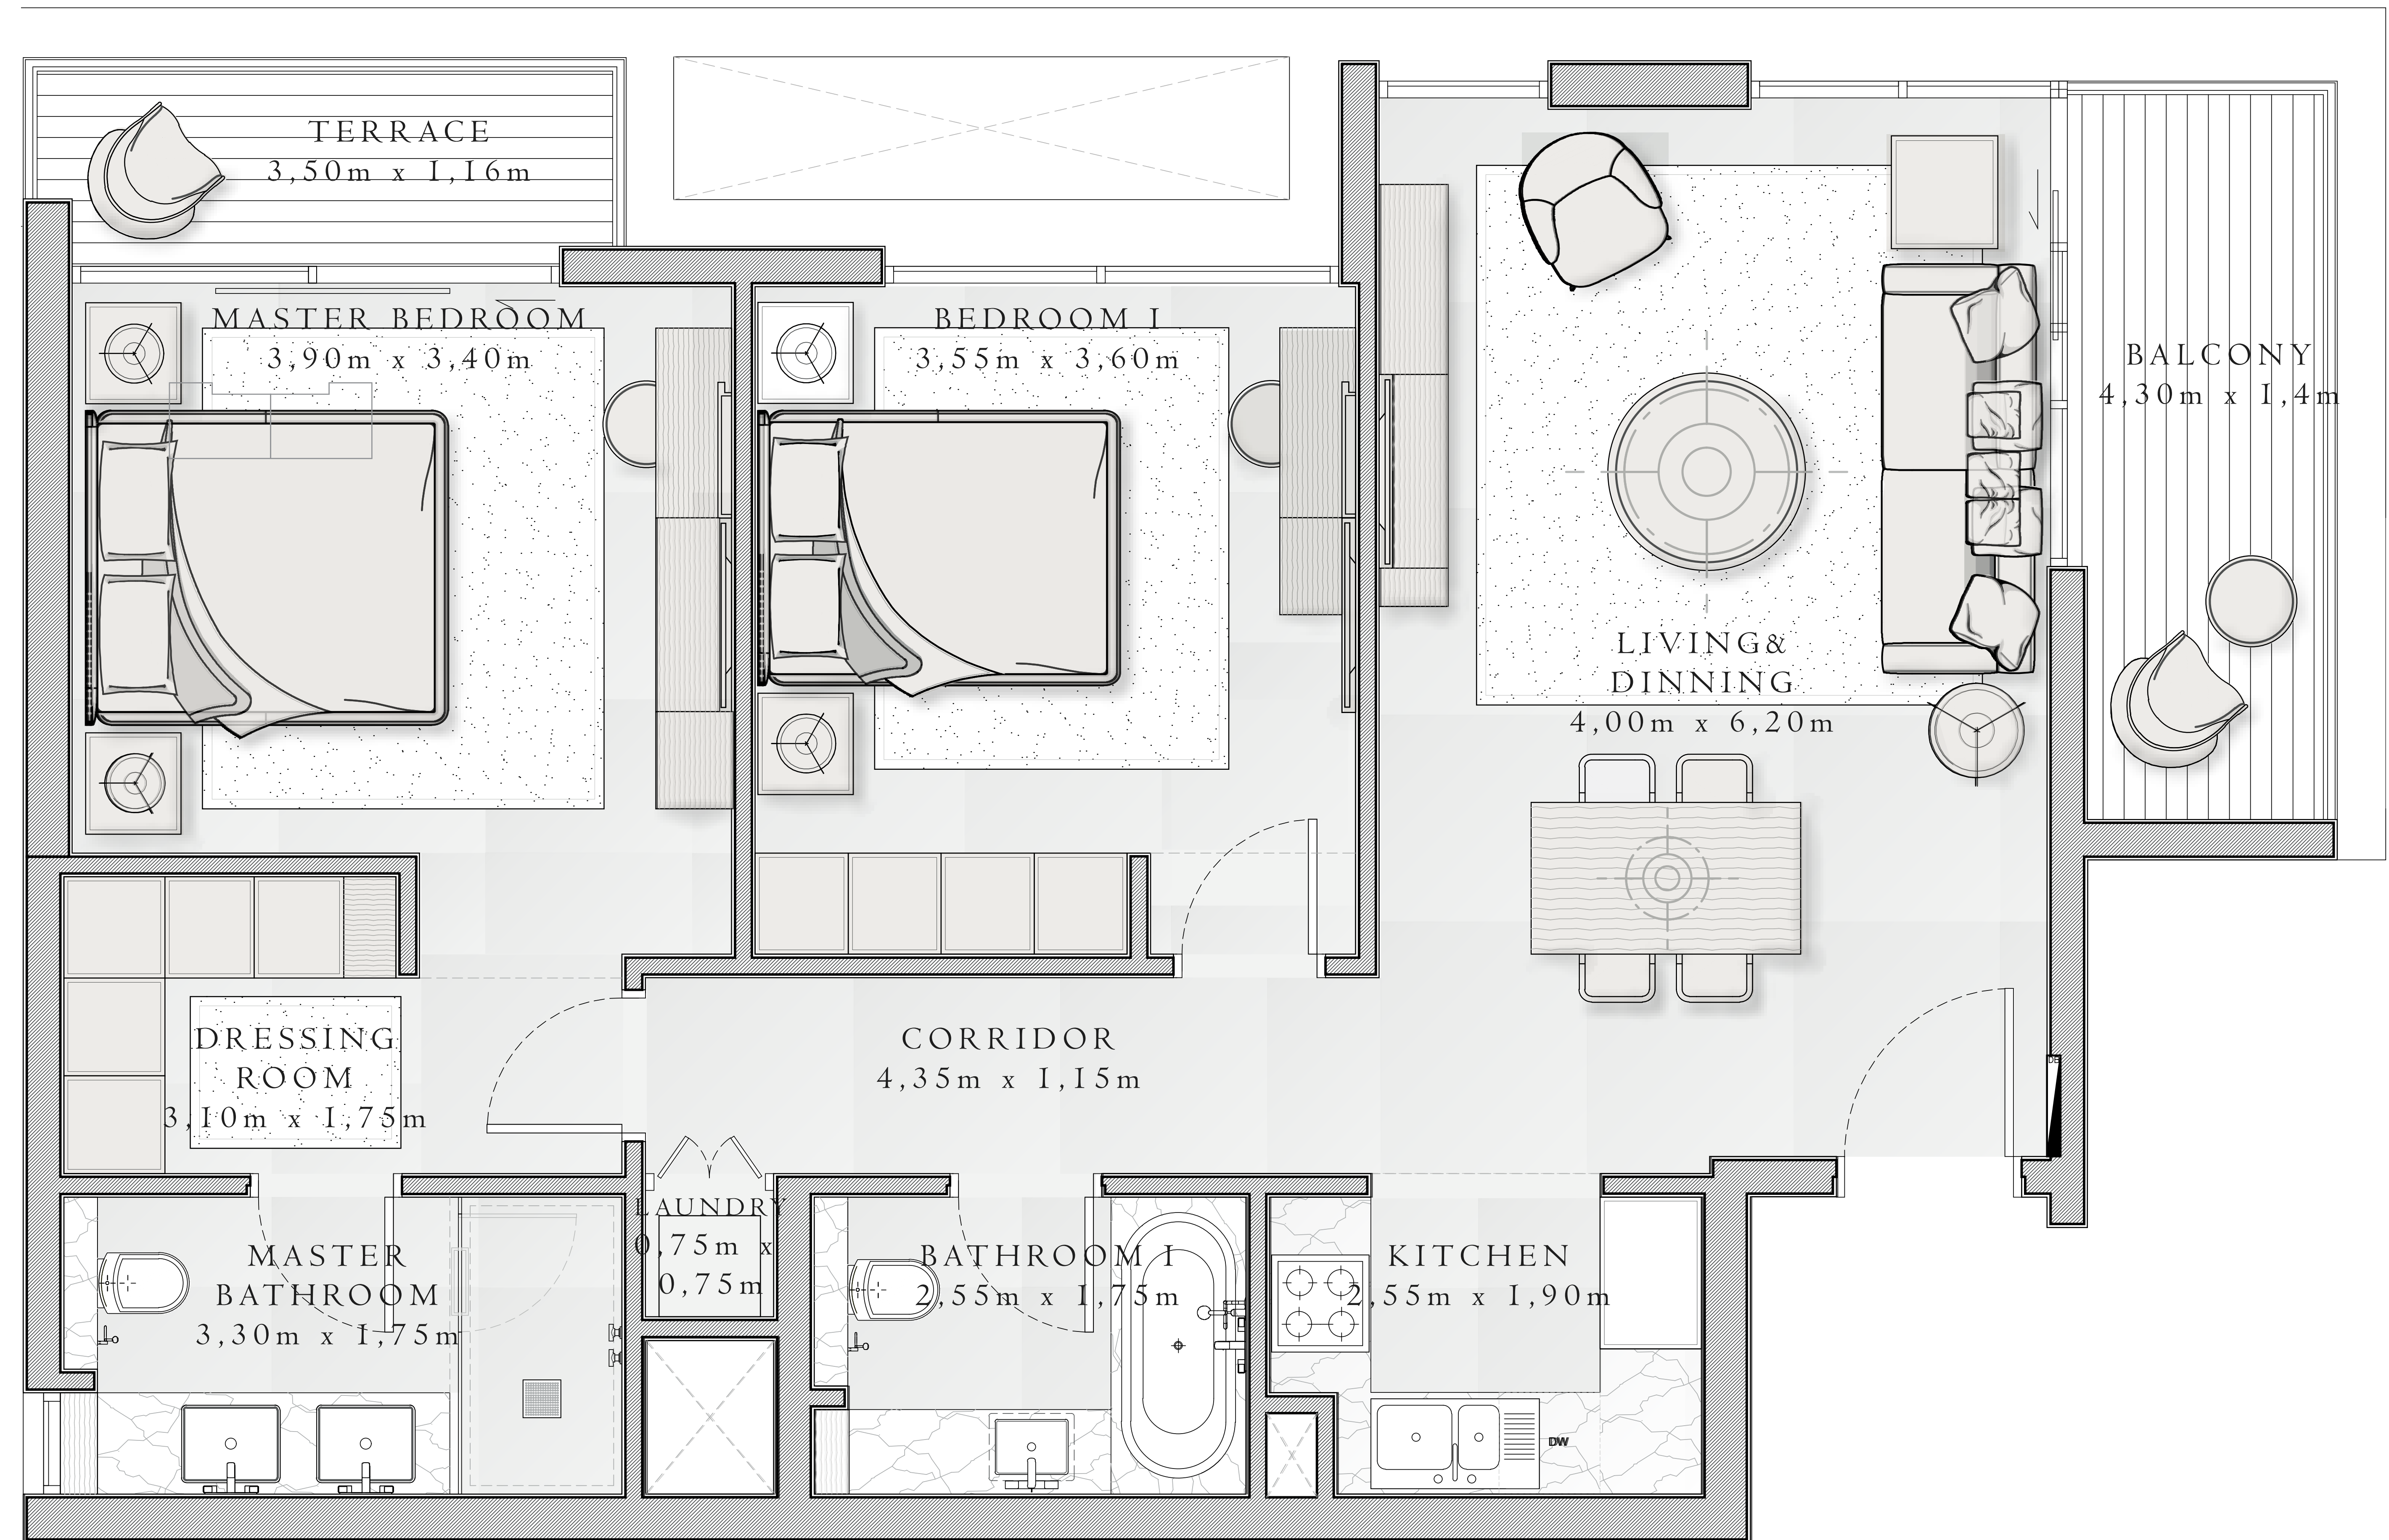 TERRACE
3,50m x 1,16m
MASTER BEDROOM
3,90m x 3,40m
BEDROOM I
3,55m x 3,60m
BALCONY
4,30m x 1,4m
LIVING&
DINNING
4,00m x 6,20m
DRESSING
ROOM
3,10m x 1,75m
CORRIDOR
4,35m x 1,15m
LAUNDRY
0,75m x
0,75m
MASTER
BATHROOM
3,30m x 1,75m
BATHROOM I
2,55m x 1,75m
KITCHEN
2,55m x 1,90m
DW